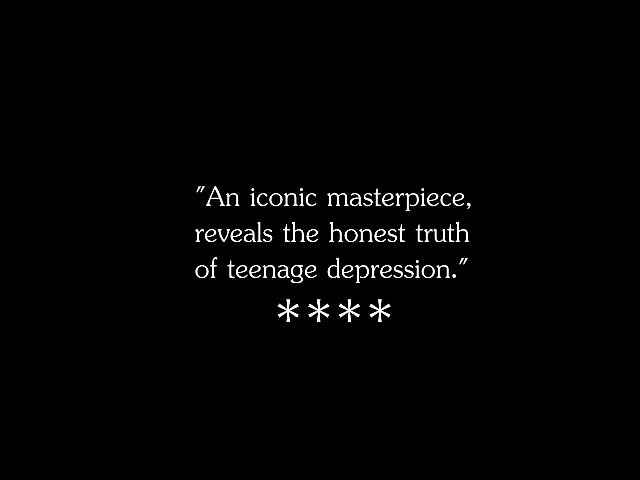 "An iconic masterpiece,
reveals the honest truth
of teenage depression."
****